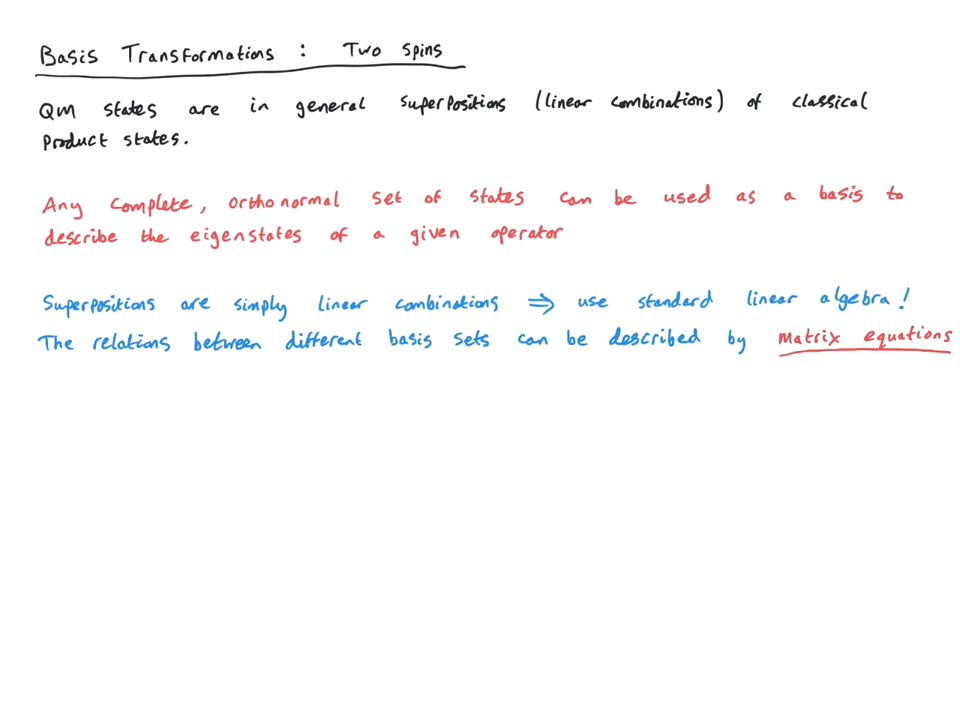 Basis Transformations : Two spins
QM states are in general superpositions (linear combinations) of classical
product states.
Any complete, orthonormal set of states can be used as a basis to
describe the eigenstates of a given operator
Superpositions are simply linear combinations ⇒ use standard linear algebra!
The relations between different basis sets can be described by matrix equations